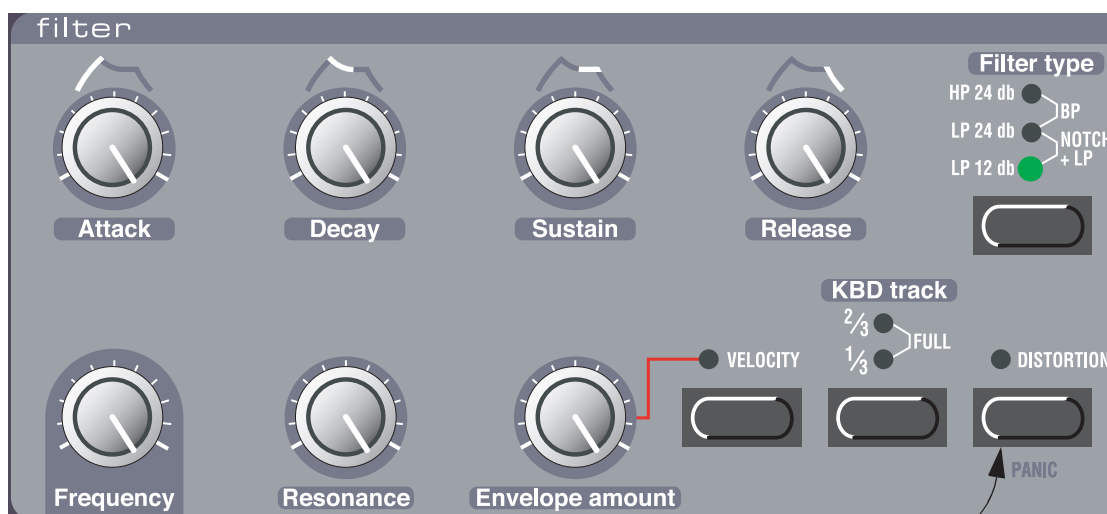 filter
Filter type
HP 24 db
BP
LP 24 db
NOTCH
+ LP
LP 12 db
Attack
Decay
Sustain
Release
KBD track
2/3
FULL
1/3
VELOCITY
DISTORTION
PANIC
Frequency
Resonance
Envelope amount